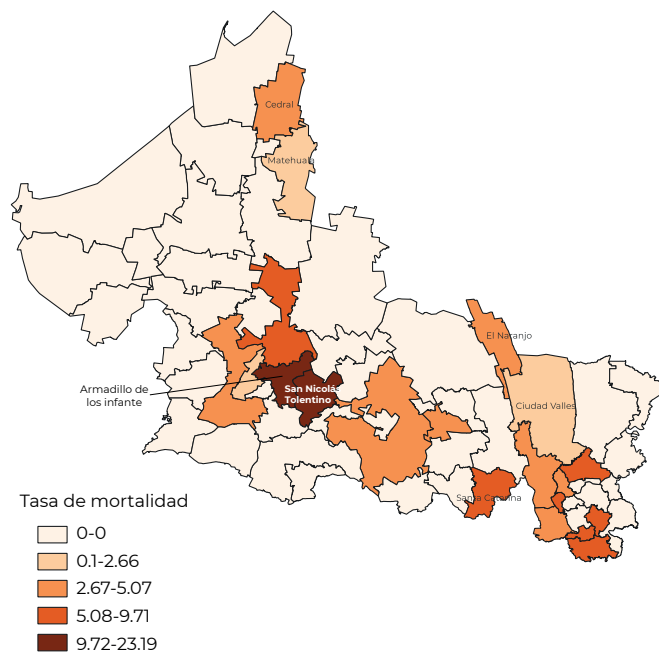 Cedral
Matehuala
El Naranjo
Armadillo de
los infante
San Nicolás
Tolentino
Ciudad Valles
Santa Catarina
Tasa de mortalidad
0-0
0.1-2.66
2.67-5.07
5.08-9.71
9.72-23.19